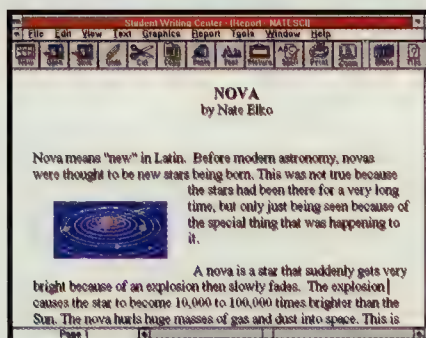 Student Writing Center - [Report - NATESCI]
File Edit View Text Graphics Report Tools Window Help
Cut Print
NOVA
by Nate Elko
Nova means "new" in Latin. Before modern astronomy, novas
were thought to be new stars being born. This was not true because
the stars had been there for a very long
time, but only just being seen because of
the special thing that was happening to
it.
A nova is a star that suddenly gets very
bright because of an explosion then slowly fades. The explosion
causes the star to become 10,000 to 100,000 times brighter than the
Sun. The nova hurls huge masses of gas and dust into space. This is
Page 1